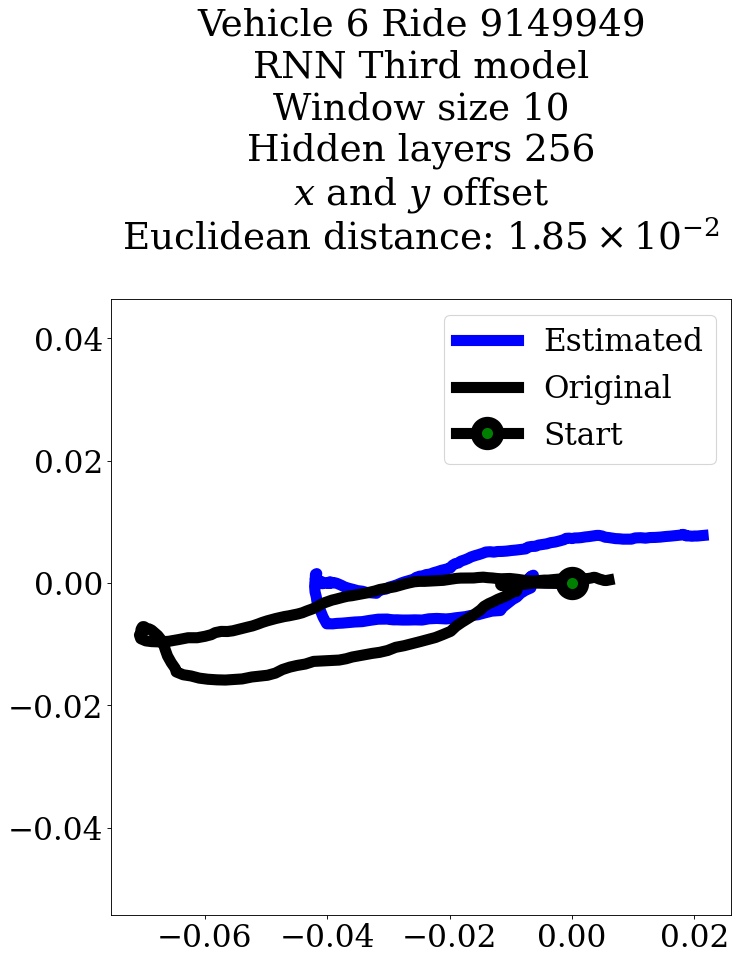 Vehicle 6 Ride 9149949
RNN Third model
Window size 10
Hidden layers 256
x and y offset
Euclidean distance: 1.85 × 10⁻²
Estimated
Original
Start
0.04
0.02
0.00
−0.02
−0.04
−0.06 −0.04 −0.02 0.00 0.02